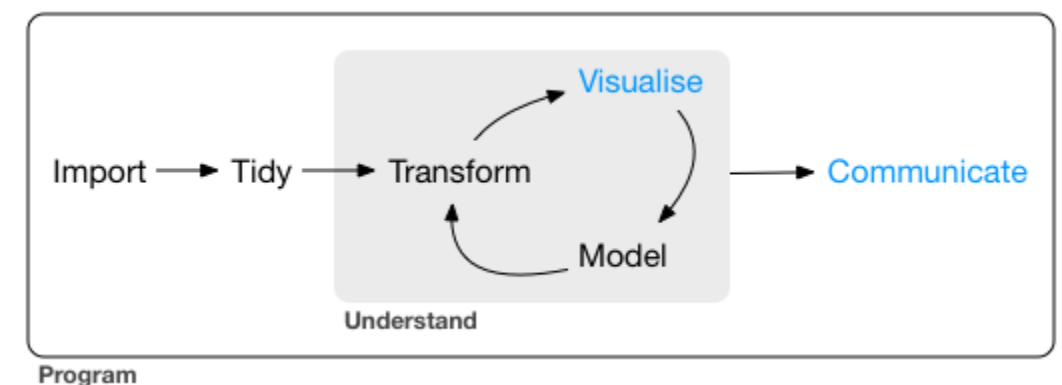 Visualise
Import Tidy Transform Communicate
Model
Understand
Program